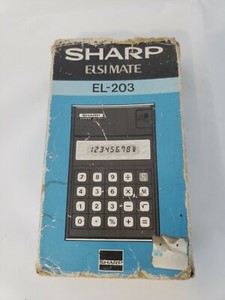 SHARP
ELSI MATE
EL-203
SHARP
12345678
7 8 9 ÷
4 5 6 ×
1 2 3 -
0 . = +
SHARP